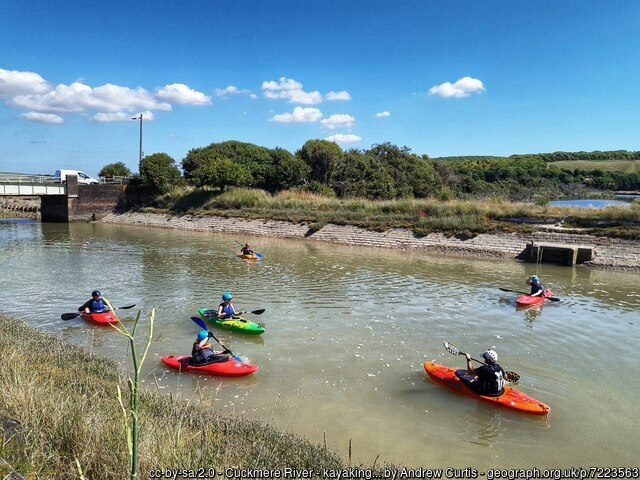 cc-by-sa/2.0 - Cuckmere River - kayaking... by Andrew Curtis - geograph.org.uk/p/7223563